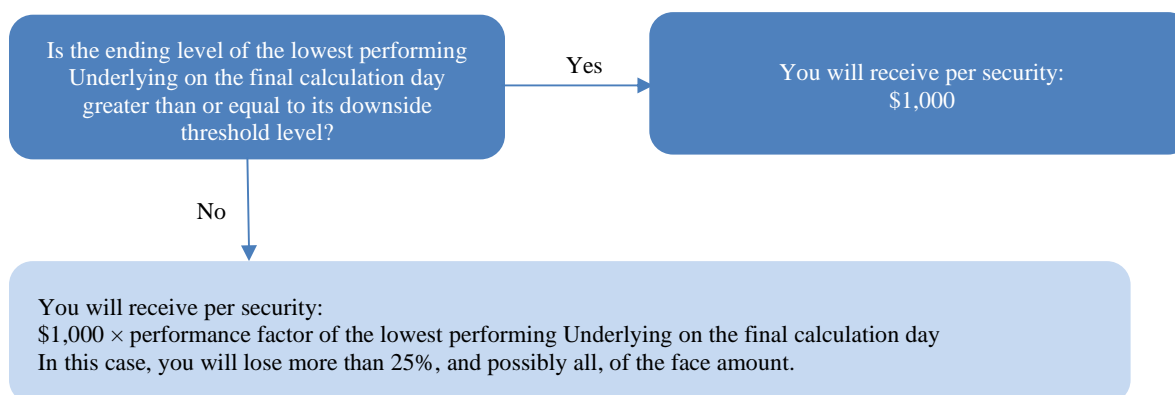 Is the ending level of the lowest performing
Underlying on the final calculation day
greater than or equal to its downside
threshold level?
Yes
You will receive per security:
$1,000
No
You will receive per security:
$1,000 × performance factor of the lowest performing Underlying on the final calculation day
In this case, you will lose more than 25%, and possibly all, of the face amount.